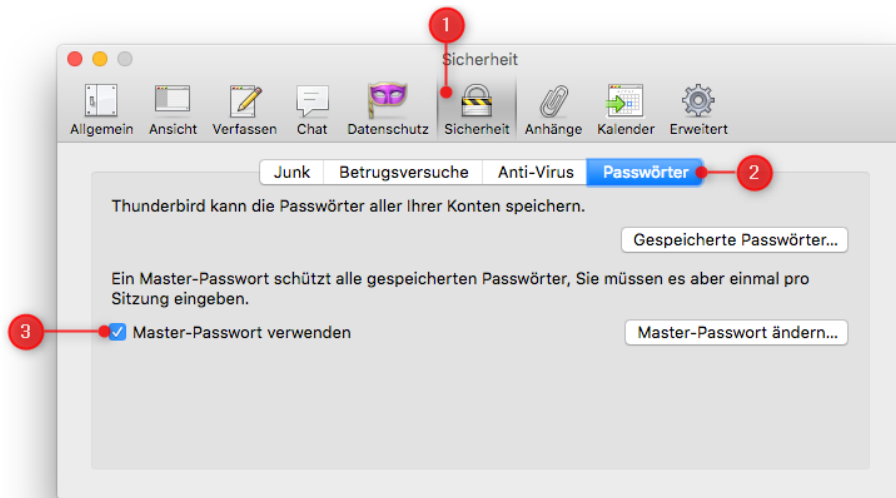 1
Sicherheit
Allgemein Ansicht Verfassen Chat Datenschutz Sicherheit Anhänge Kalender Erweitert
Junk Betrugsversuche Anti-Virus Passwörter 2
Thunderbird kann die Passwörter aller Ihrer Konten speichern.
Gespeicherte Passwörter...
Ein Master-Passwort schützt alle gespeicherten Passwörter, Sie müssen es aber einmal pro
Sitzung eingeben.
3 Master-Passwort verwenden Master-Passwort ändern...